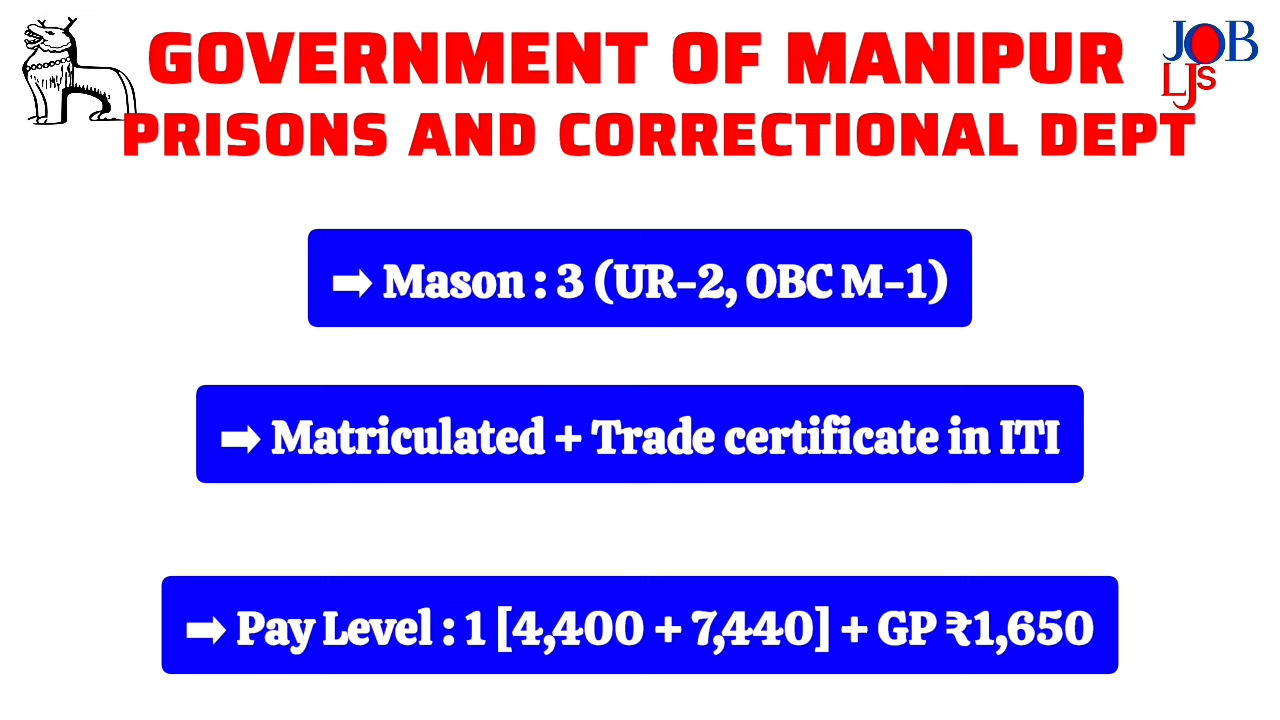 GOVERNMENT OF MANIPUR
JOB
LJS
PRISONS AND CORRECTIONAL DEPT
➡ Mason : 3 (UR-2, OBC M-1)
➡ Matriculated + Trade certificate in ITI
➡ Pay Level : 1 [4,400 + 7,440] + GP ₹1,650